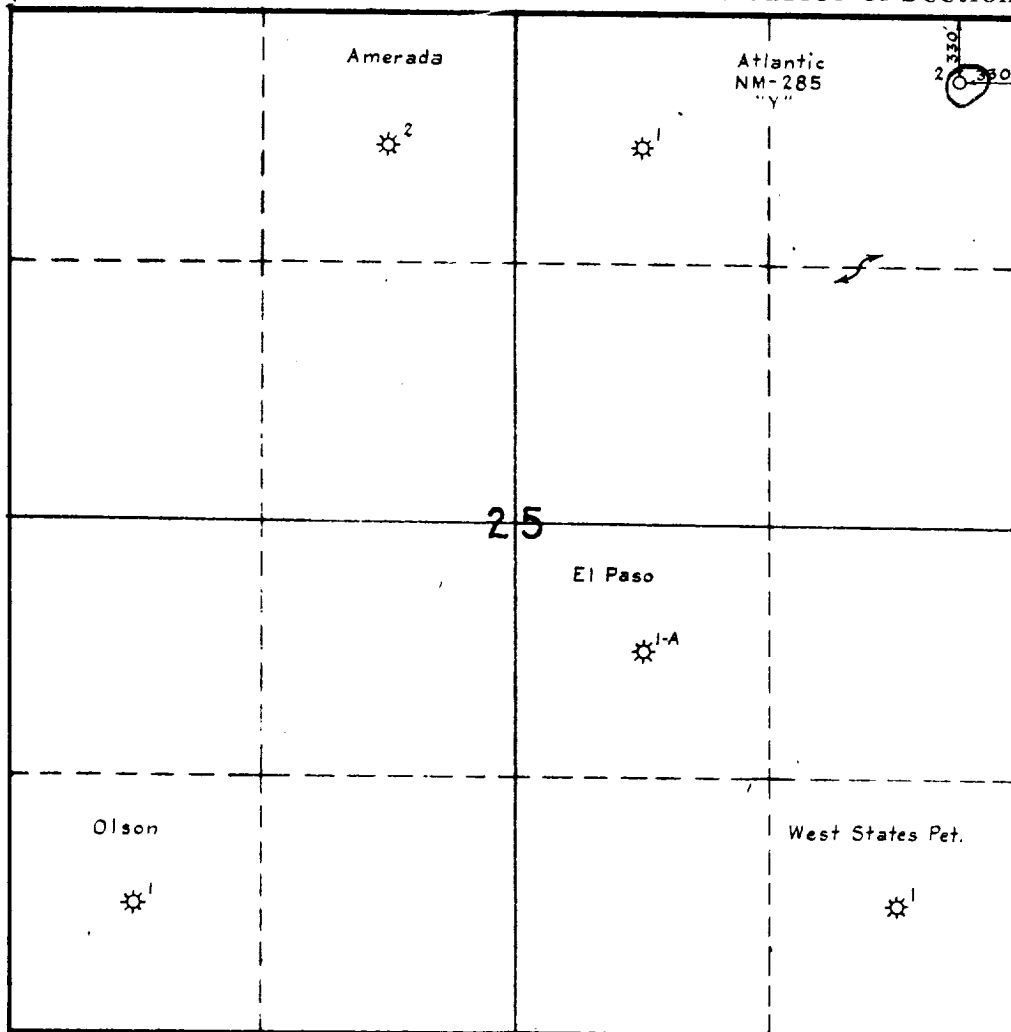 Amerada
Atlantic
NM-285
"Y"
330'
2
330
2
1
25
El Paso
1-A
Olson
West States Pet.
1
1